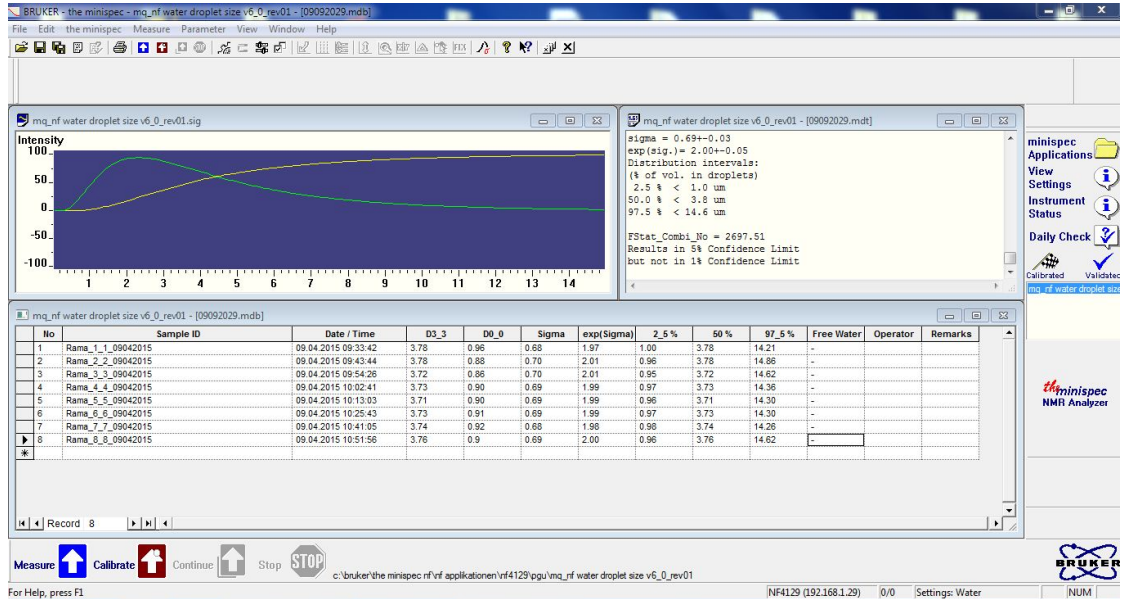 BRUKER - the minispec - mq_nf water droplet size v6_0_rev01 - [09092029.mdb]
File Edit the minispec Measure Parameter View Window Help
mq_nf water droplet size v6_0_rev01.sig
Intensity
100
50
0
-50
-100
1 2 3 4 5 6 7 8 9 10 11 12 13 14
mq_nf water droplet size v6_0_rev01 - [09092029.mdt]
sigma = 0.69+-0.03
exp(sig.)= 2.00+-0.05
Distribution intervals:
(% of vol. in droplets)
2.5 % < 1.0 um
50.0 % < 3.8 um
97.5 % < 14.6 um
FStat_Combi_No = 2697.51
Results in 5% Confidence Limit
but not in 1% Confidence Limit
minispec
Applications
View
Settings
Instrument
Status
Daily Check
Calibrated Validated
mq_nf water droplet size
the minispec
NMR Analyzer
mq_nf water droplet size v6_0_rev01 - [09092029.mdb]
No Sample ID Date / Time D3_3 D0_0 Sigma exp(Sigma) 2_5 % 50 % 97_5 % Free Water Operator Remarks
1 Rama_1_1_09042015 09.04.2015 09:33:42 3.78 0.96 0.68 1.97 1.00 3.78 14.21 -
2 Rama_2_2_09042015 09.04.2015 09:43:44 3.78 0.88 0.70 2.01 0.96 3.78 14.86 -
3 Rama_3_3_09042015 09.04.2015 09:54:26 3.72 0.86 0.70 2.01 0.95 3.72 14.62 -
4 Rama_4_4_09042015 09.04.2015 10:02:41 3.73 0.90 0.69 1.99 0.97 3.73 14.36 -
5 Rama_5_5_09042015 09.04.2015 10:13:03 3.71 0.90 0.69 1.99 0.96 3.71 14.30 -
6 Rama_6_6_09042015 09.04.2015 10:25:43 3.73 0.91 0.69 1.99 0.97 3.73 14.30 -
7 Rama_7_7_09042015 09.04.2015 10:41:05 3.74 0.92 0.68 1.98 0.98 3.74 14.26 -
8 Rama_8_8_09042015 09.04.2015 10:51:56 3.76 0.9 0.69 2.00 0.96 3.76 14.62 -
Record 8
Measure Calibrate Continue Stop STOP
c:\bruker\the minispec nf\nf applikationen\nf4129\pgu\mq_nf water droplet size v6_0_rev01
BRUKER
For Help, press F1
NF4129 (192.168.1.29) 0/0 Settings: Water NUM